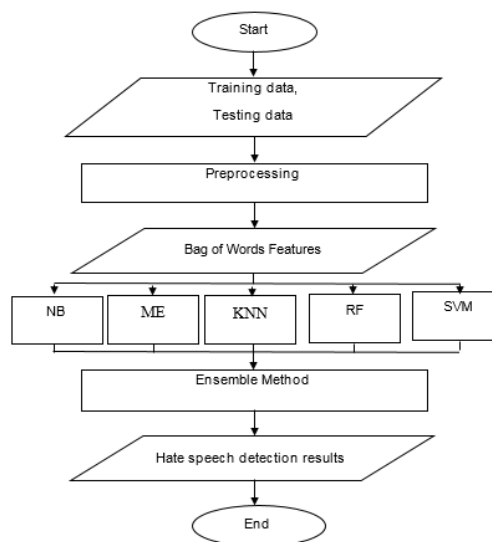 Start
Training data,
Testing data
Preprocessing
Bag of Words Features
NB
ME
KNN
RF
SVM
Ensemble Method
Hate speech detection results
End